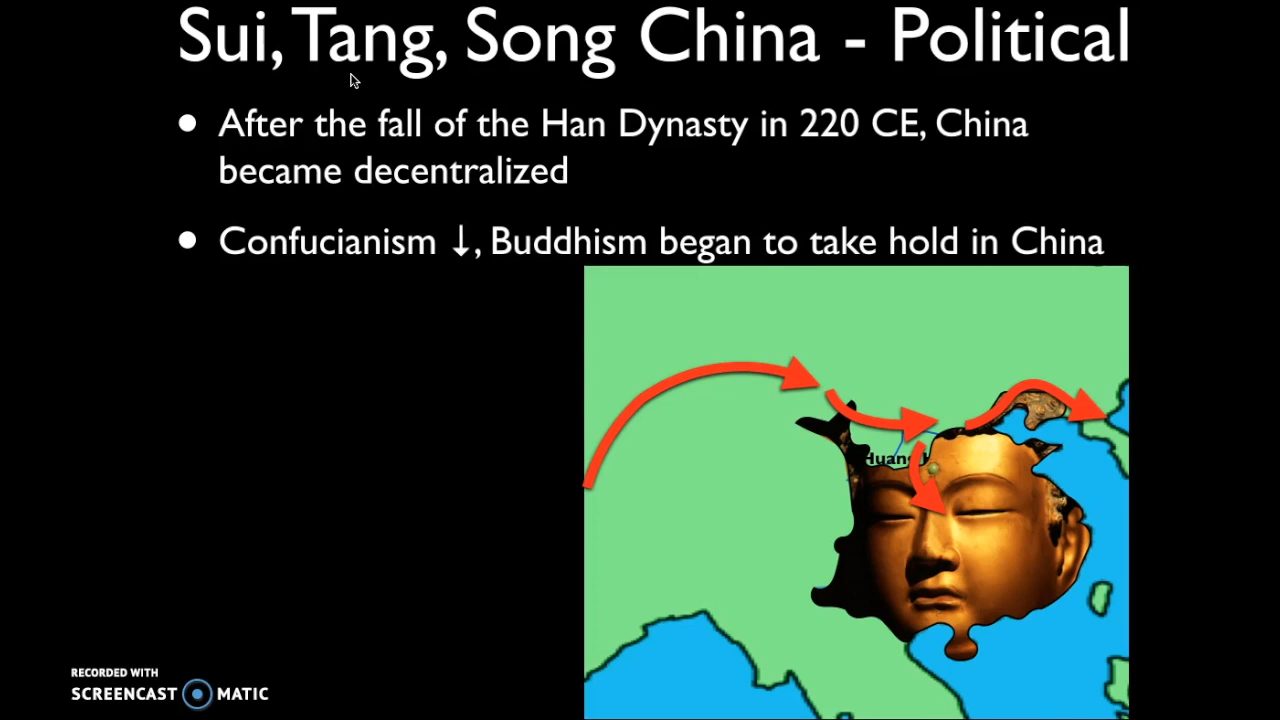 Sui, Tang, Song China - Political
• After the fall of the Han Dynasty in 220 CE, China
became decentralized
• Confucianism ↓, Buddhism began to take hold in China
Huang
RECORDED WITH
SCREENCAST MATIC